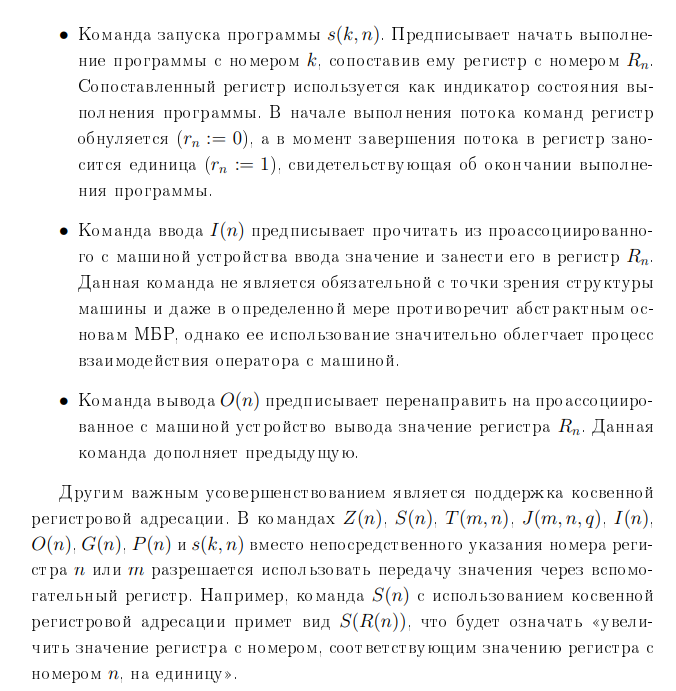 • Команда запуска программы s(k, n). Предписывает начать выполне-
ние программы с номером k, сопоставив ему регистр с номером Rₙ.
Сопоставленный регистр используется как индикатор состояния вы-
полнения программы. В начале выполнения потока команд регистр
обнуляется (rₙ := 0), а в момент завершения потока в регистр зано-
сится единица (rₙ := 1), свидетельствующая об окончании выполне-
ния программы.
• Команда ввода I(n) предписывает прочитать из проассоциированно-
го с машиной устройства ввода значение и занести его в регистр Rₙ.
Данная команда не является обязательной с точки зрения структуры
машины и даже в определенной мере противоречит абстрактным ос-
новам МБР, однако ее использование значительно облегчает процесс
взаимодействия оператора с машиной.
• Команда вывода O(n) предписывает перенаправить на проассоцииро-
ванное с машиной устройство вывода значение регистра Rₙ. Данная
команда дополняет предыдущую.
Другим важным усовершенствованием является поддержка косвенной
регистровой адресации. В командах Z(n), S(n), T(m, n), J(m, n, q), I(n),
O(n), G(n), P(n) и s(k, n) вместо непосредственного указания номера реги-
стра n или m разрешается использовать передачу значения через вспомо-
гательный регистр. Например, команда S(n) с использованием косвенной
регистровой адресации примет вид S(R(n)), что будет означать «увели-
чить значение регистра с номером, соответствующим значению регистра с
номером n, на единицу».